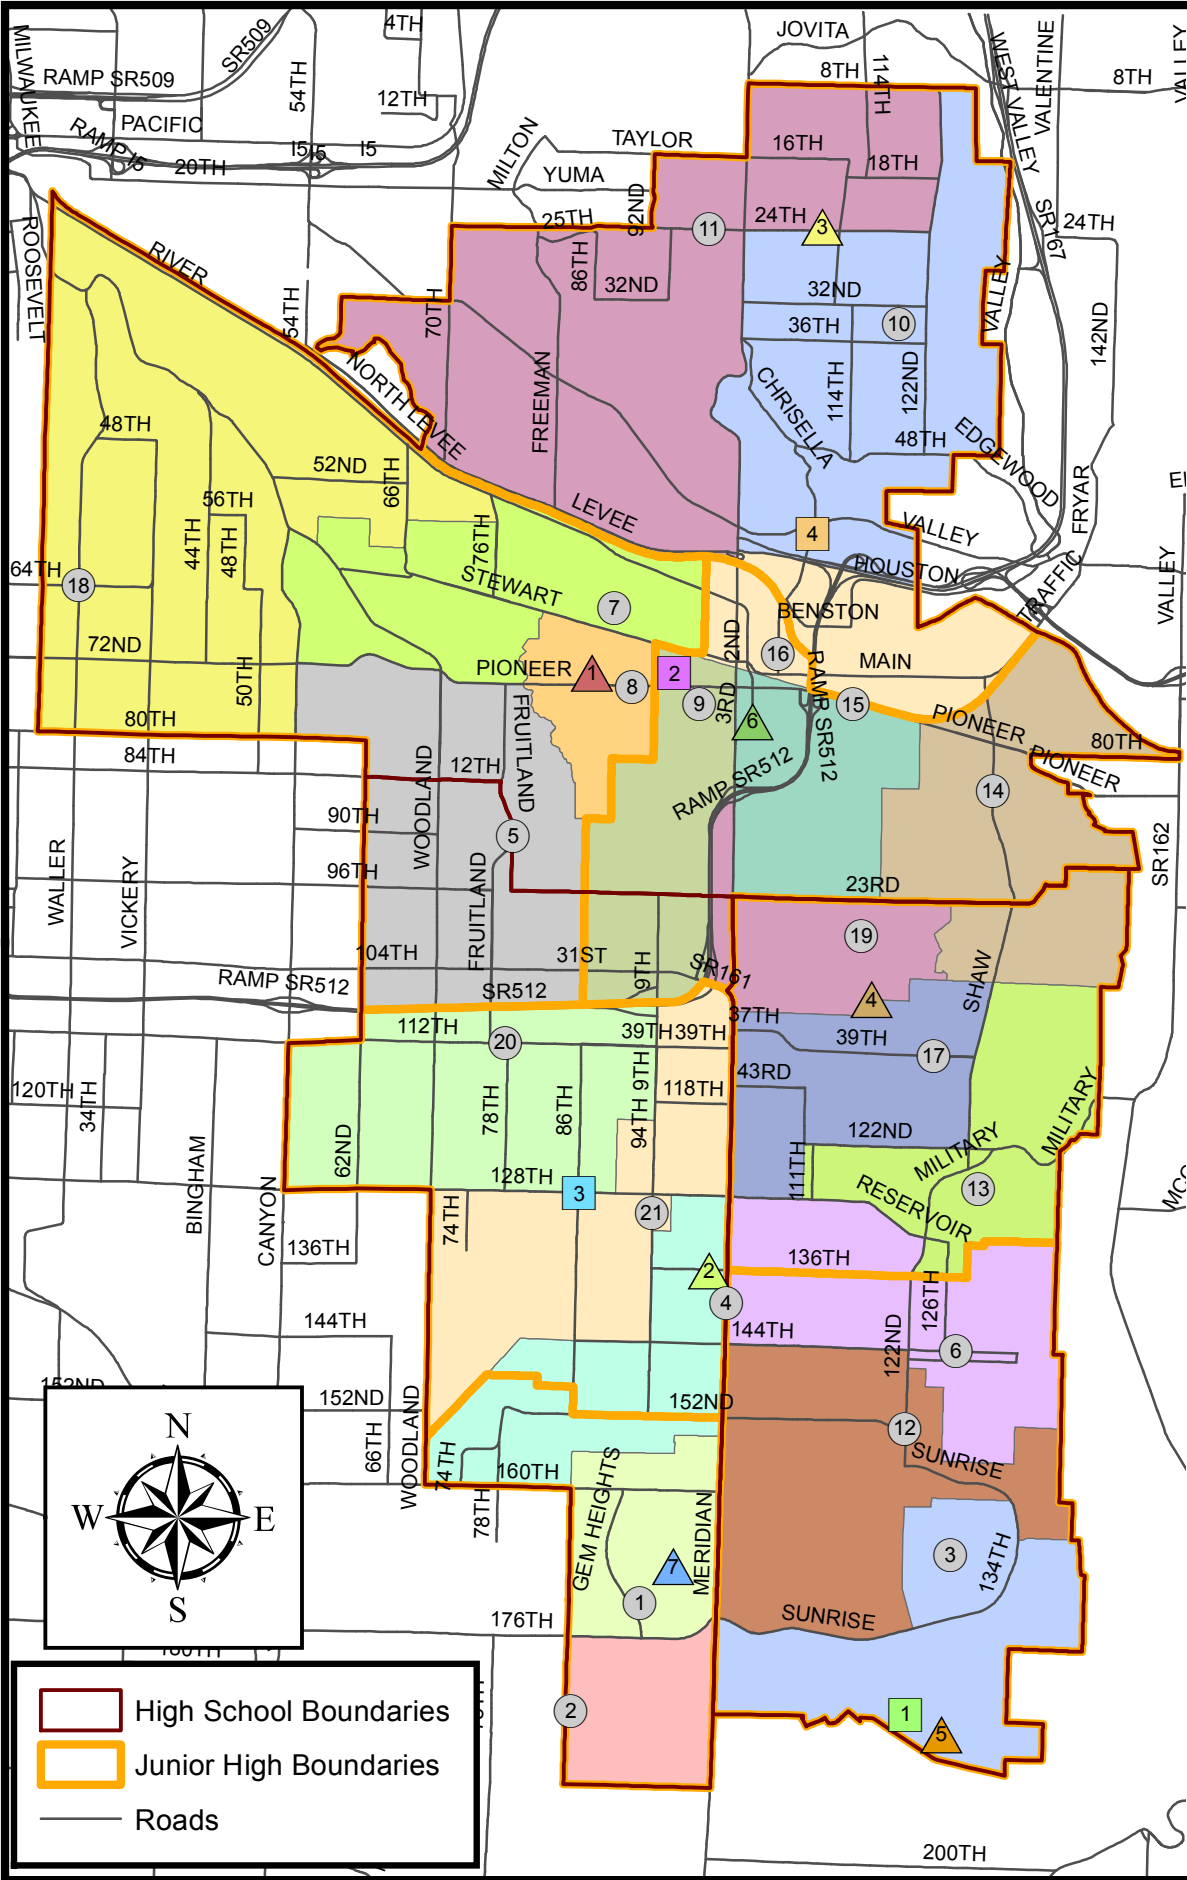 4TH
JOVITA
MILWAUKEE
SR509
RAMP SR509
54TH
8TH
114TH
WEST VALLEY
VALENTINE
8TH
VALLEY
12TH
PACIFIC
RAMP I5
I5
I5
I5
20TH
MILTON
TAYLOR
YUMA
16TH
18TH
92ND
25TH
24TH
3
11
SR167
24TH
ROOSEVELT
RIVER
54TH
70TH
86TH
32ND
32ND
36TH
10
VALLEY
142ND
NORTH LEVEE
FREEMAN
CHRISELLA
114TH
122ND
48TH
48TH
EDGEWOOD
FRYAR
52ND
66TH
56TH
44TH
48TH
76TH
LEVEE
4
VALLEY
HOUSTON
TRAFFIC
VALLEY
64TH
18
STEWART
7
BENSTON
2ND
16
MAIN
72ND
50TH
PIONEER
1
8
2
9
3RD
6
RAMP SR512
15
PIONEER
80TH
PIONEER
80TH
84TH
12TH
FRUITLAND
WOODLAND
RAMP SR512
14
90TH
5
96TH
FRUITLAND
23RD
SR162
WALLER
VICKERY
104TH
31ST
9TH
SR161
19
SHAW
RAMP SR512
SR512
4
37TH
112TH
20
39TH
39TH
39TH
17
120TH
34TH
78TH
86TH
94TH
9TH
118TH
43RD
MILITARY
BINGHAM
62ND
122ND
MILITARY
111TH
128TH
3
21
74TH
RESERVOIR
13
CANYON
136TH
136TH
2
4
126TH
144TH
144TH
122ND
6
152ND
152ND
WOODLAND
66TH
152ND
12
SUNRISE
74TH
160TH
78TH
GEM HEIGHTS
MERIDIAN
7
1
3
134TH
176TH
SUNRISE
2
1
5
200TH
N
W
E
S
High School Boundaries
Junior High Boundaries
Roads